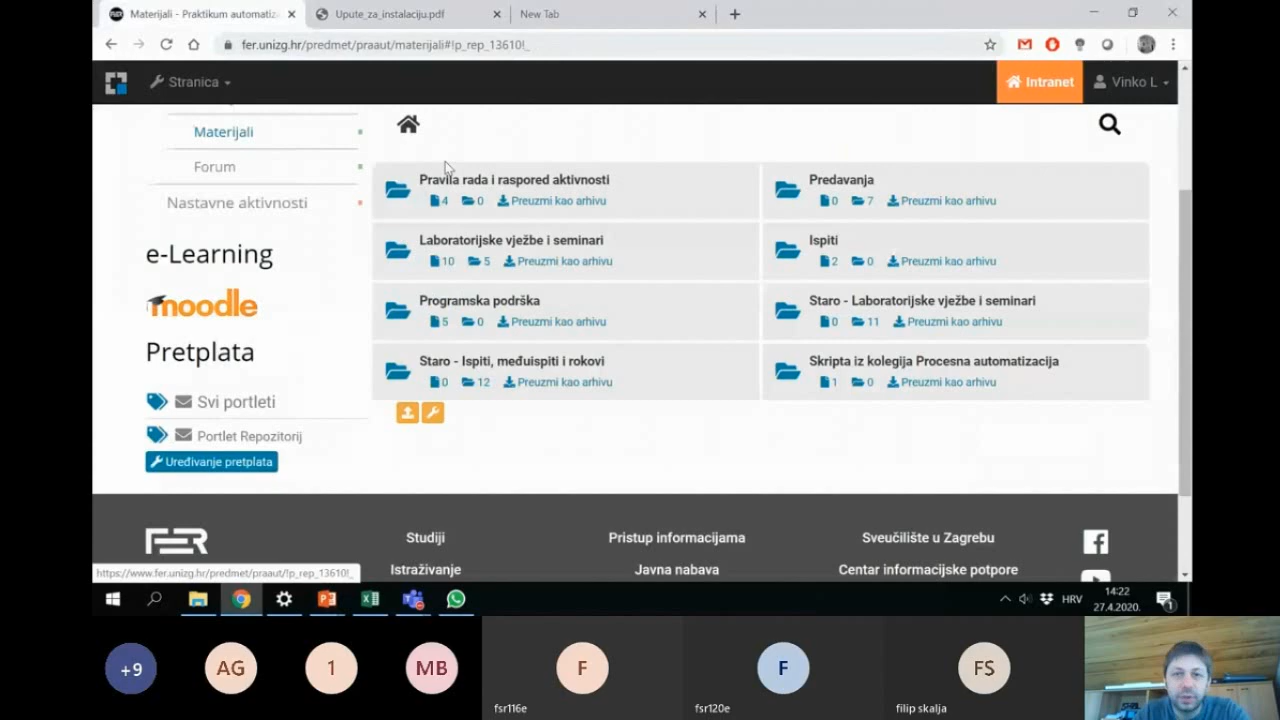 Materijali - Praktikum automatiz
Upute_za_instalaciju.pdf
New Tab
fer.unizg.hr/predmet/praaut/materijali#!p_rep_13610!_
Stranica
Intranet
Vinko L
Materijali
Forum
Nastavne aktivnosti
e-Learning
moodle
Pretplata
Svi portleti
Portlet Repozitorij
Uređivanje pretplata
Pravila rada i raspored aktivnosti
4 0 Preuzmi kao arhivu
Predavanja
0 7 Preuzmi kao arhivu
Laboratorijske vježbe i seminari
10 5 Preuzmi kao arhivu
Ispiti
2 0 Preuzmi kao arhivu
Programska podrška
5 0 Preuzmi kao arhivu
Staro - Laboratorijske vježbe i seminari
0 11 Preuzmi kao arhivu
Staro - Ispiti, međuispiti i rokovi
0 12 Preuzmi kao arhivu
Skripta iz kolegija Procesna automatizacija
1 0 Preuzmi kao arhivu
FER
Studiji
Pristup informacijama
Sveučilište u Zagrebu
Istraživanje
Javna nabava
Centar informacijske potpore
https://www.fer.unizg.hr/predmet/praaut/!p_rep_13610!_
HRV
14:22
27.4.2020.
1
+9
AG
1
MB
F
F
FS
fsr116e
fsr120e
filip skalja